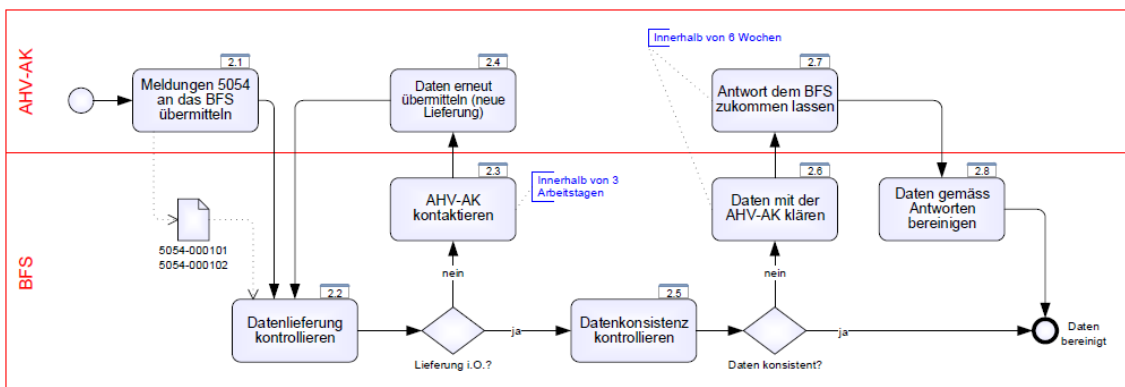 AHV-AK
2.1
Meldungen 5054
an das BFS
übermitteln
2.4
Daten erneut
übermitteln (neue
Lieferung)
Innerhalb von 6 Wochen
2.7
Antwort dem BFS
zukommen lassen
BFS
5054-000101
5054-000102
2.3
AHV-AK
kontaktieren
Innerhalb von 3
Arbeitstagen
2.6
Daten mit der
AHV-AK klären
2.8
Daten gemäss
Antworten
bereinigen
nein
nein
2.2
Datenlieferung
kontrollieren
Lieferung i.O.?
ja
2.5
Datenkonsistenz
kontrollieren
Daten konsistent?
ja
Daten
bereinigt